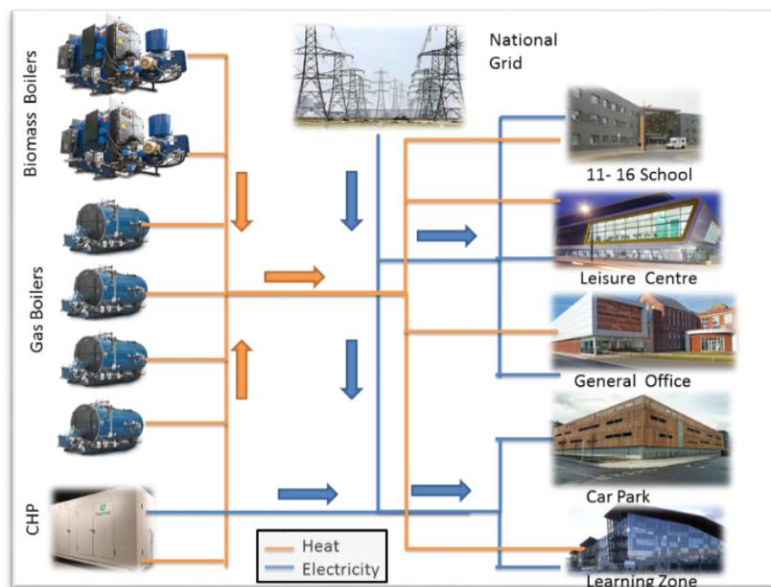 Biomass Boilers
Gas Boilers
CHP
National
Grid
11- 16 School
Leisure Centre
General Office
Car Park
Learning Zone
Heat
Electricity